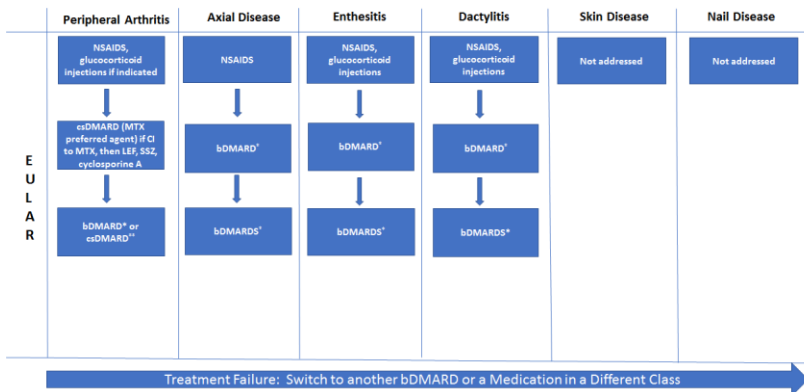 Peripheral Arthritis
Axial Disease
Enthesitis
Dactylitis
Skin Disease
Nail Disease
NSAIDS,
glucocorticoid
injections if indicated
NSAIDS
NSAIDS,
glucocorticoid
injections
NSAIDS,
glucocorticoid
injections
Not addressed
Not addressed
csDMARD (MTX
preferred agent) if CI
to MTX, then LEF, SSZ,
cyclosporine A
bDMARD⁺
bDMARD⁺
bDMARD⁺
E
U
L
A
R
bDMARD* or
csDMARD**
bDMARDS⁺
bDMARDS⁺
bDMARDS*
Treatment Failure: Switch to another bDMARD or a Medication in a Different Class